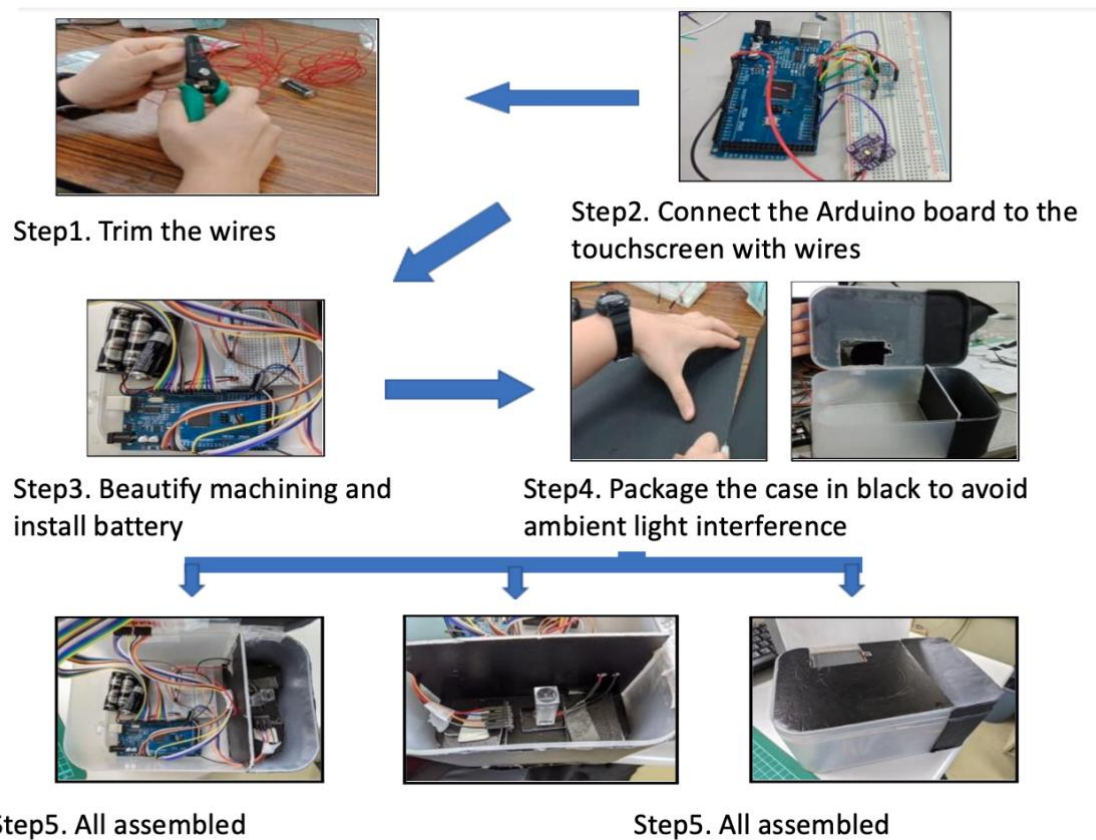 Step1. Trim the wires
Step2. Connect the Arduino board to the
touchscreen with wires
Step3. Beautify machining and
install battery
Step4. Package the case in black to avoid
ambient light interference
Step5. All assembled
Step5. All assembled